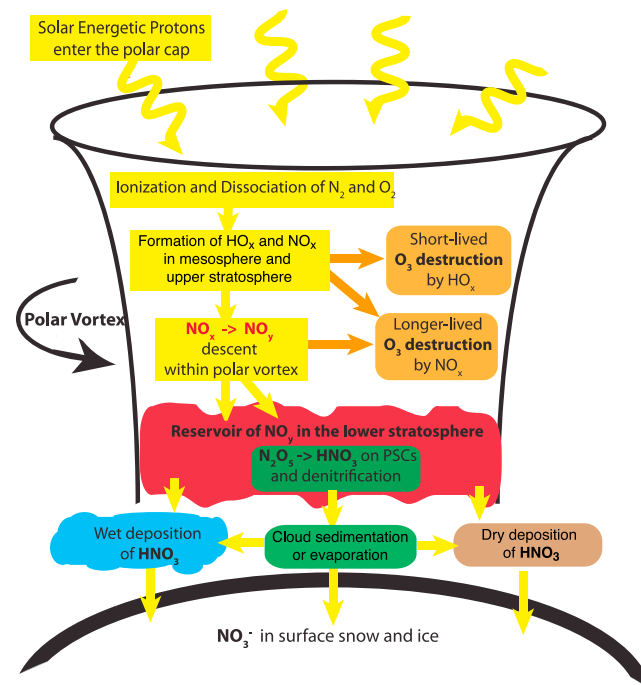 Solar Energetic Protons
enter the polar cap
Ionization and Dissociation of N₂ and O₂
Formation of HOₓ and NOₓ
in mesosphere and
upper stratosphere
Short-lived
O₃ destruction
by HOₓ
Polar Vortex
NOₓ -> NOᵧ
descent
within polar vortex
Longer-lived
O₃ destruction
by NOₓ
Reservoir of NOᵧ in the lower stratosphere
N₂O₅ -> HNO₃ on PSCs
and denitrification
Wet deposition
of HNO₃
Cloud sedimentation
or evaporation
Dry deposition
of HNO₃
NO₃⁻ in surface snow and ice